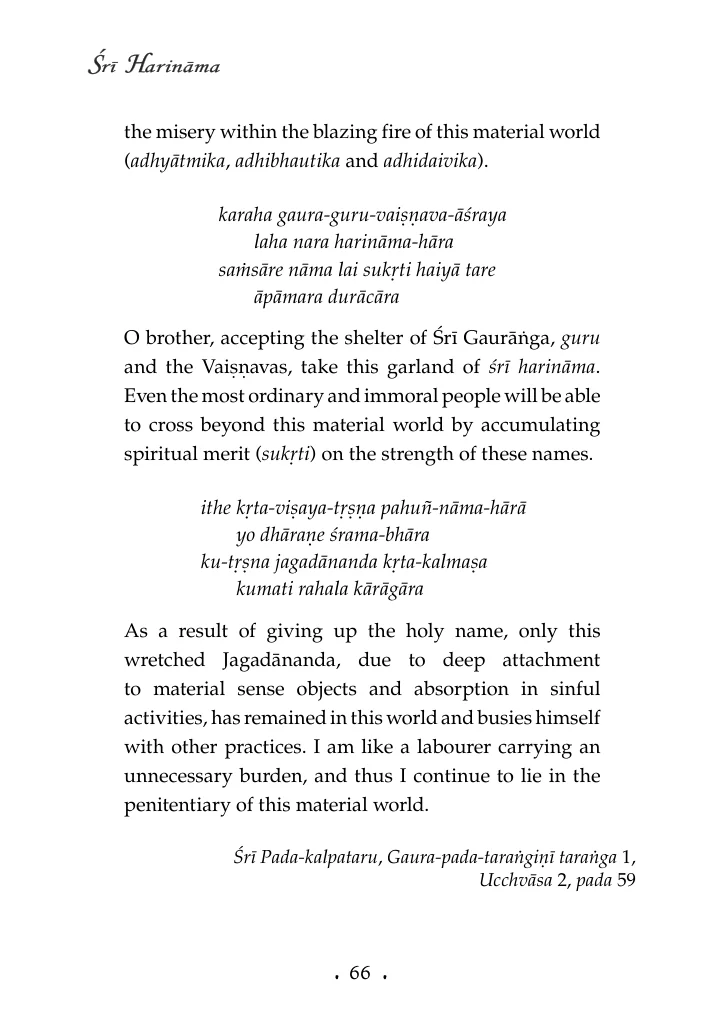 Śrī Harināma
the misery within the blazing fire of this material world
(adhyātmika, adhibhautika and adhidaivika).
karaha gaura-guru-vaiṣṇava-āśraya
laha nara harināma-hāra
saṁsāre nāma lai sukṛti haiyā tare
āpāmara durācāra
O brother, accepting the shelter of Śrī Gaurāṅga, guru
and the Vaiṣṇavas, take this garland of śrī harināma.
Even the most ordinary and immoral people will be able
to cross beyond this material world by accumulating
spiritual merit (sukṛti) on the strength of these names.
ithe kṛta-viṣaya-tṛṣṇa pahuñ-nāma-hārā
yo dhāraṇe śrama-bhāra
ku-tṛṣna jagadānanda kṛta-kalmaṣa
kumati rahala kārāgāra
As a result of giving up the holy name, only this
wretched Jagadānanda, due to deep attachment
to material sense objects and absorption in sinful
activities, has remained in this world and busies himself
with other practices. I am like a labourer carrying an
unnecessary burden, and thus I continue to lie in the
penitentiary of this material world.
Śrī Pada-kalpataru, Gaura-pada-taraṅgiṇī taraṅga 1,
Ucchvāsa 2, pada 59
• 66 •